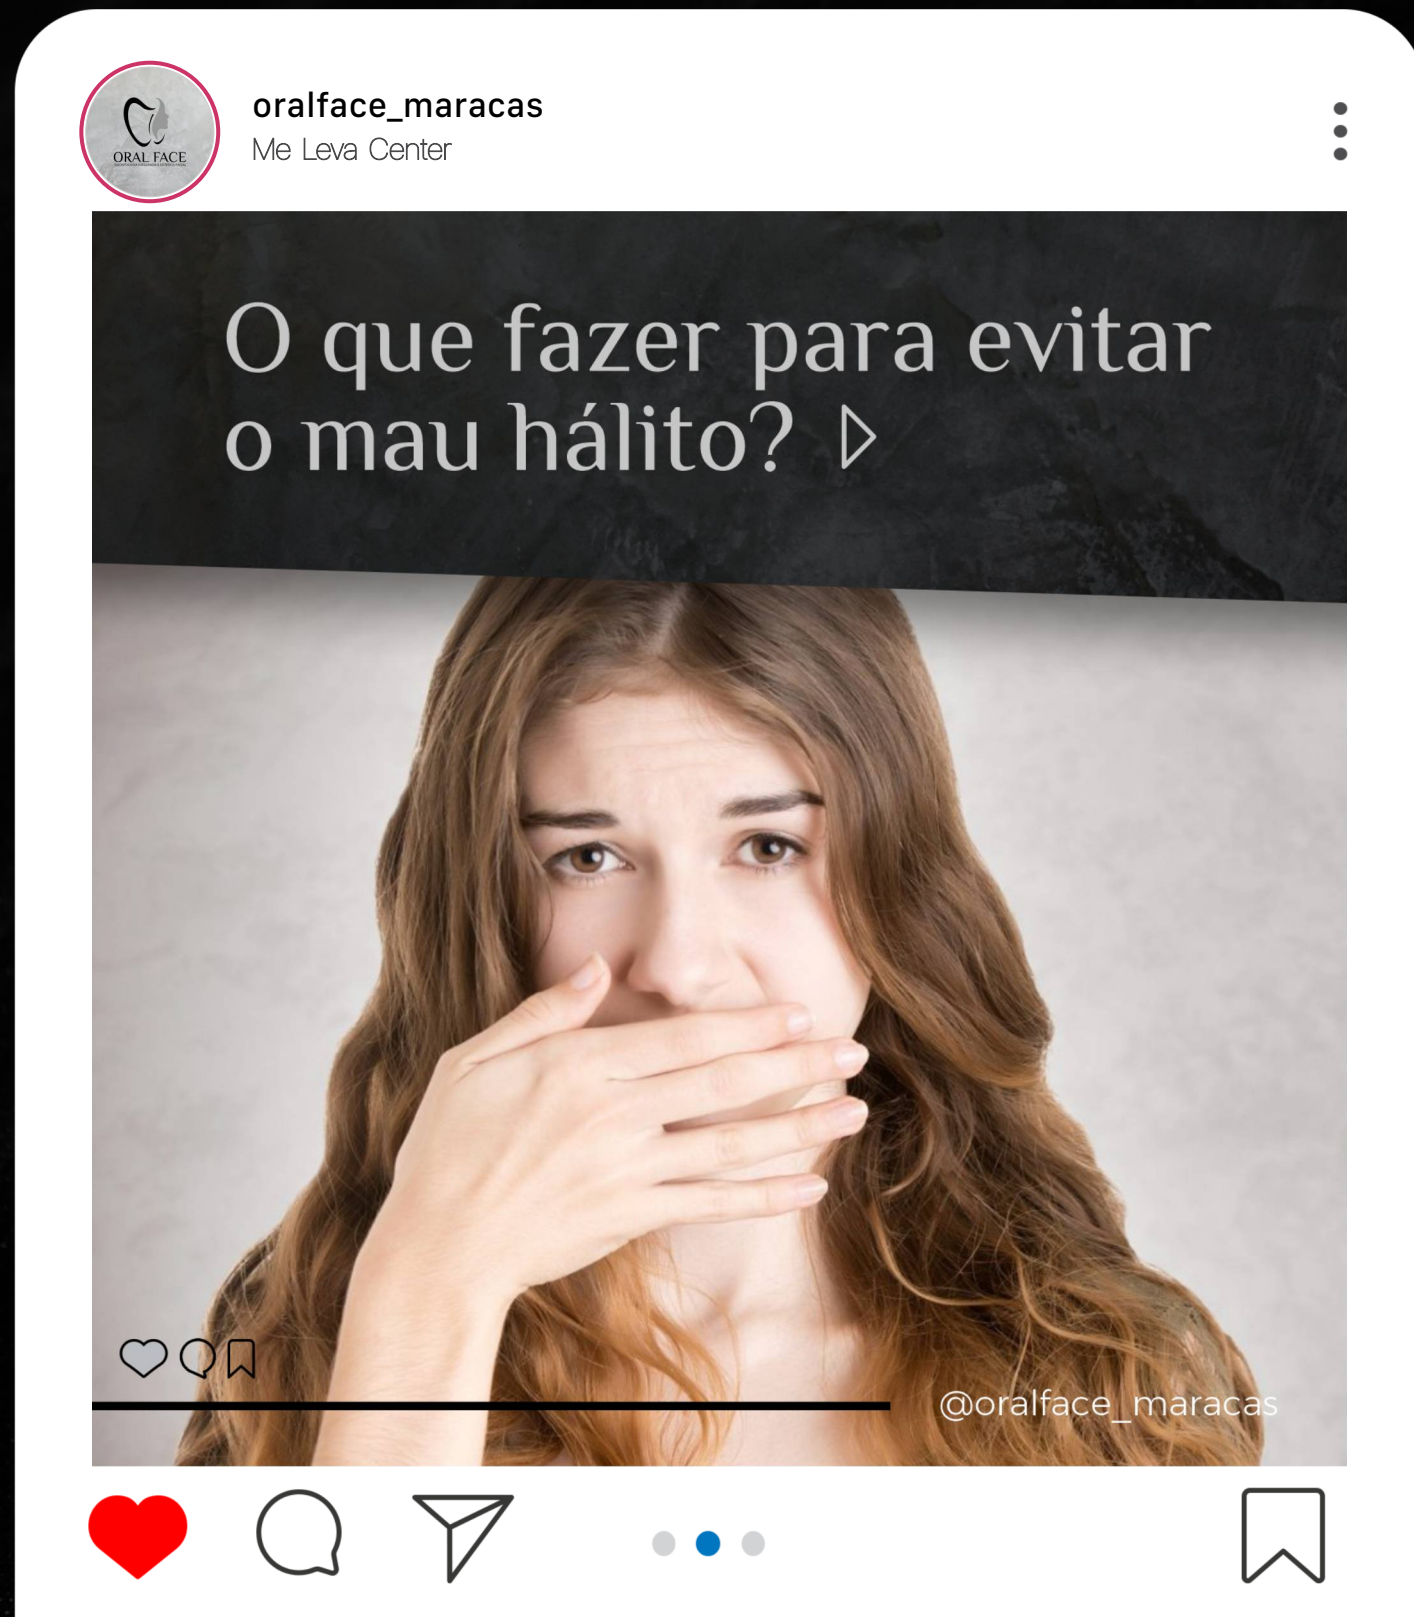 ORAL FACE
oralface_maracas
Me Leva Center
O que fazer para evitar
o mau hálito?
@oralface_maracas